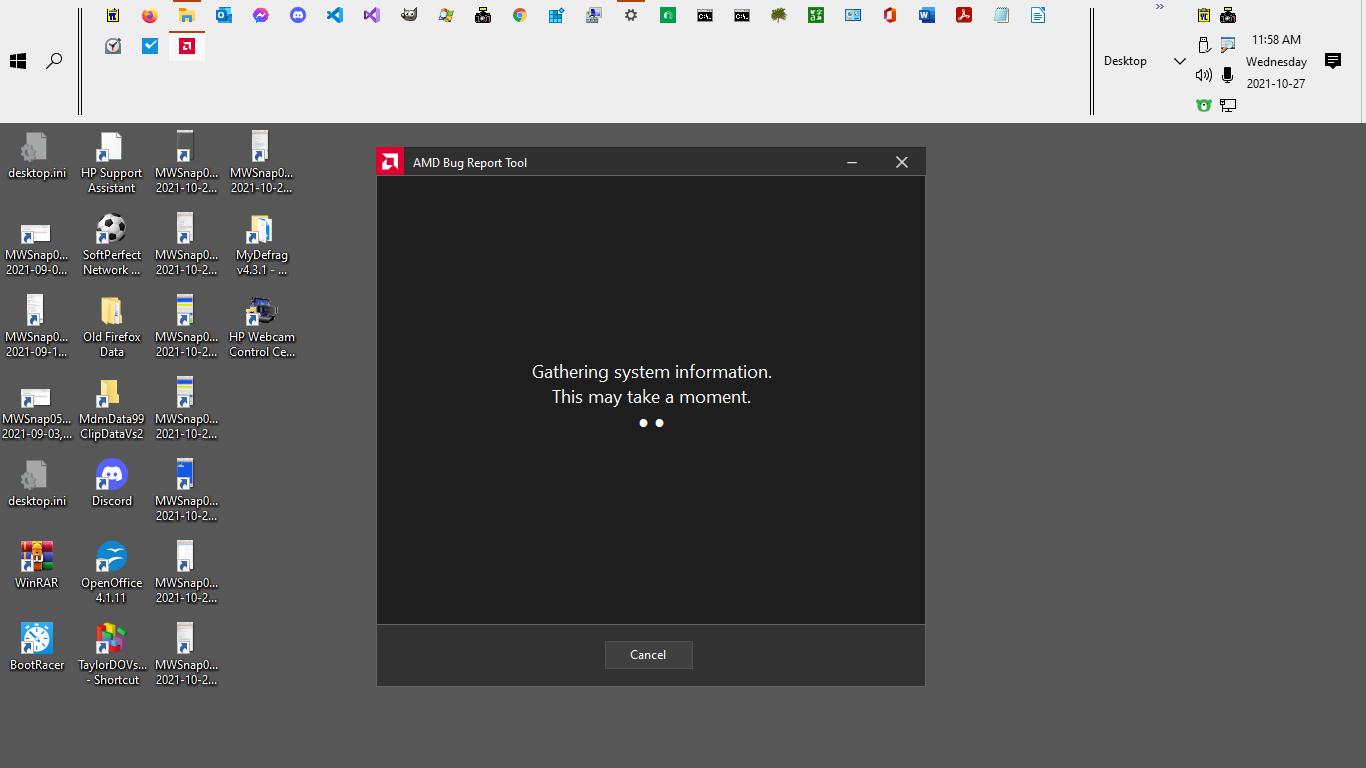 11:58 AM
Desktop
Wednesday
2021-10-27
desktop.ini
HP Support
Assistant
MWSnap0...
2021-10-2...
MWSnap0...
2021-10-2...
MWSnap0...
2021-09-0...
SoftPerfect
Network ...
MWSnap0...
2021-10-2...
MyDefrag
v4.3.1 - ...
MWSnap0...
2021-09-1...
Old Firefox
Data
MWSnap0...
2021-10-2...
HP Webcam
Control Ce...
MWSnap05...
2021-09-03,...
MdmData99
ClipDataVs2
MWSnap0...
2021-10-2...
desktop.ini
Discord
MWSnap0...
2021-10-2...
WinRAR
OpenOffice
4.1.11
MWSnap0...
2021-10-2...
BootRacer
TaylorDOVs...
- Shortcut
MWSnap0...
2021-10-2...
AMD Bug Report Tool
Gathering system information.
This may take a moment.
Cancel